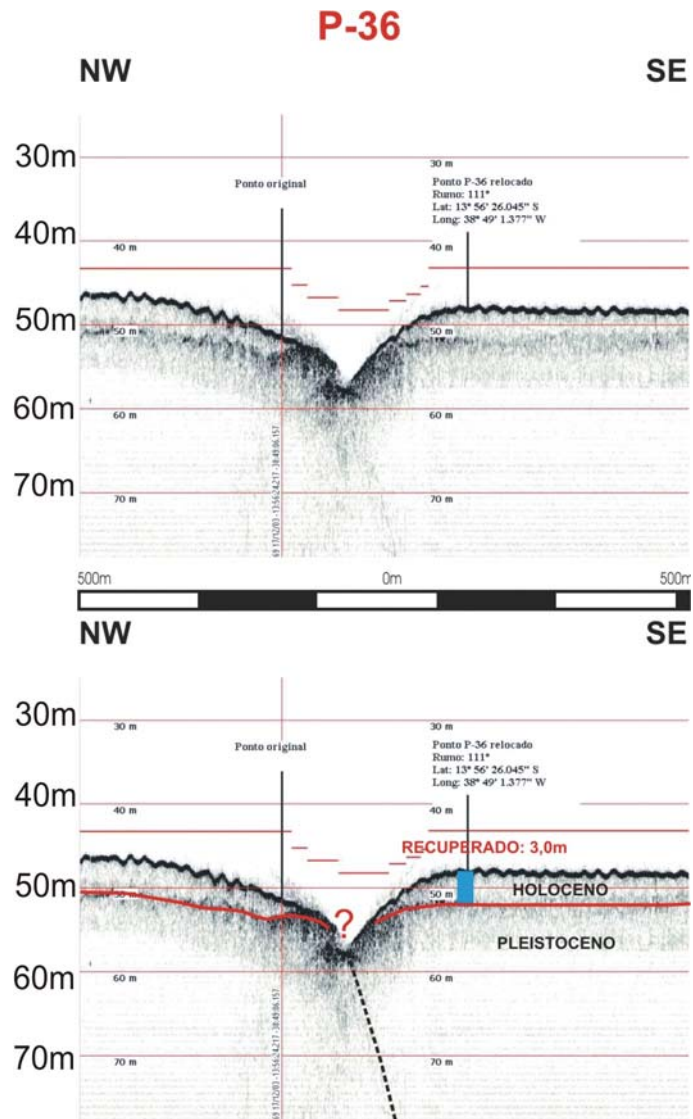 P-36
NW SE
30m
30 m
Ponto original
Ponto P-36 relocado
Rumo: 111°
Lat: 13° 56' 26.045" S
Long: 38° 49' 1.377" W
40m
40 m
50m
50 m
50 m
60m
60 m
60 m
70m
70 m
70 m
500m 0m 500m
NW SE
30m
30 m
30 m
Ponto original
Ponto P-36 relocado
Rumo: 111°
Lat: 13° 56' 26.045" S
Long: 38° 49' 1.377" W
40m
40 m
40 m
RECUPERADO: 3,0m
50m
50 m
50 m
HOLOCENO
?
PLEISTOCENO
60m
60 m
60 m
70m
70 m
70 m